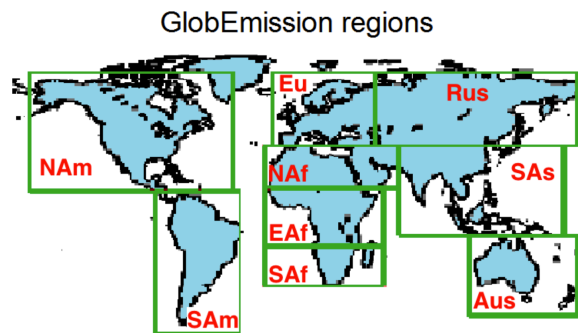 GlobEmission regions
Eu
Rus
NAm
NAf
SAs
EAf
SAf
SAm
Aus